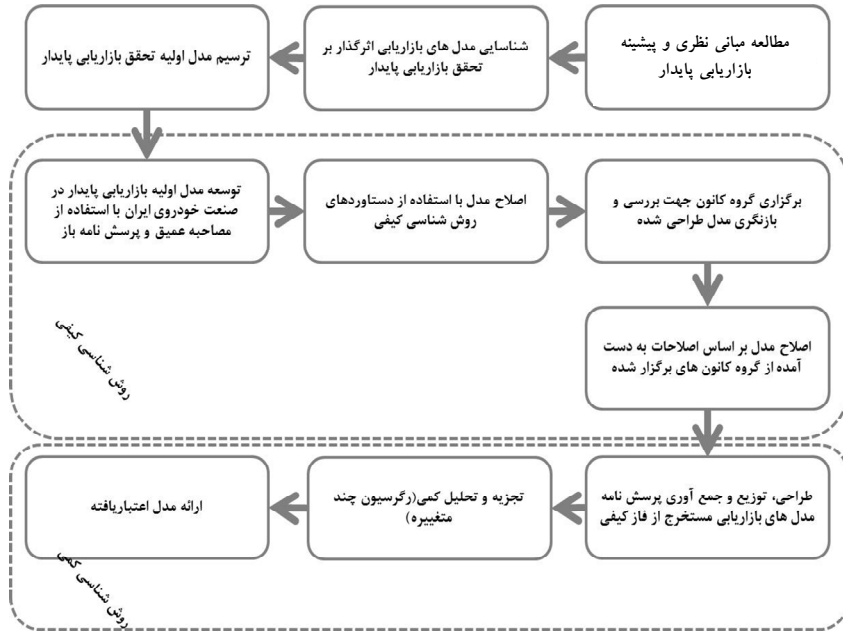 مطالعه مبانی نظری و پیشینه
بازاریابی پایدار
شناسایی مدل های بازاریابی اثرگذار بر
تحقق بازاریابی پایدار
ترسیم مدل اولیه تحقق بازاریابی پایدار
توسعه مدل اولیه بازاریابی پایدار در
صنعت خودروی ایران با استفاده از
مصاحبه عمیق و پرسش نامه باز
اصلاح مدل با استفاده از دستاوردهای
روش شناسی کیفی
برگزاری گروه کانون جهت بررسی و
بازنگری مدل طراحی شده
اصلاح مدل بر اساس اصلاحات به دست
آمده از گروه کانون های برگزار شده
روش شناسی کیفی
طراحی، توزیع و جمع آوری پرسش نامه
مدل های بازاریابی مستخرج از فاز کیفی
تجزیه و تحلیل کمی(رگرسیون چند
متغییره)
ارائه مدل اعتباریافته
روش شناسی کمی